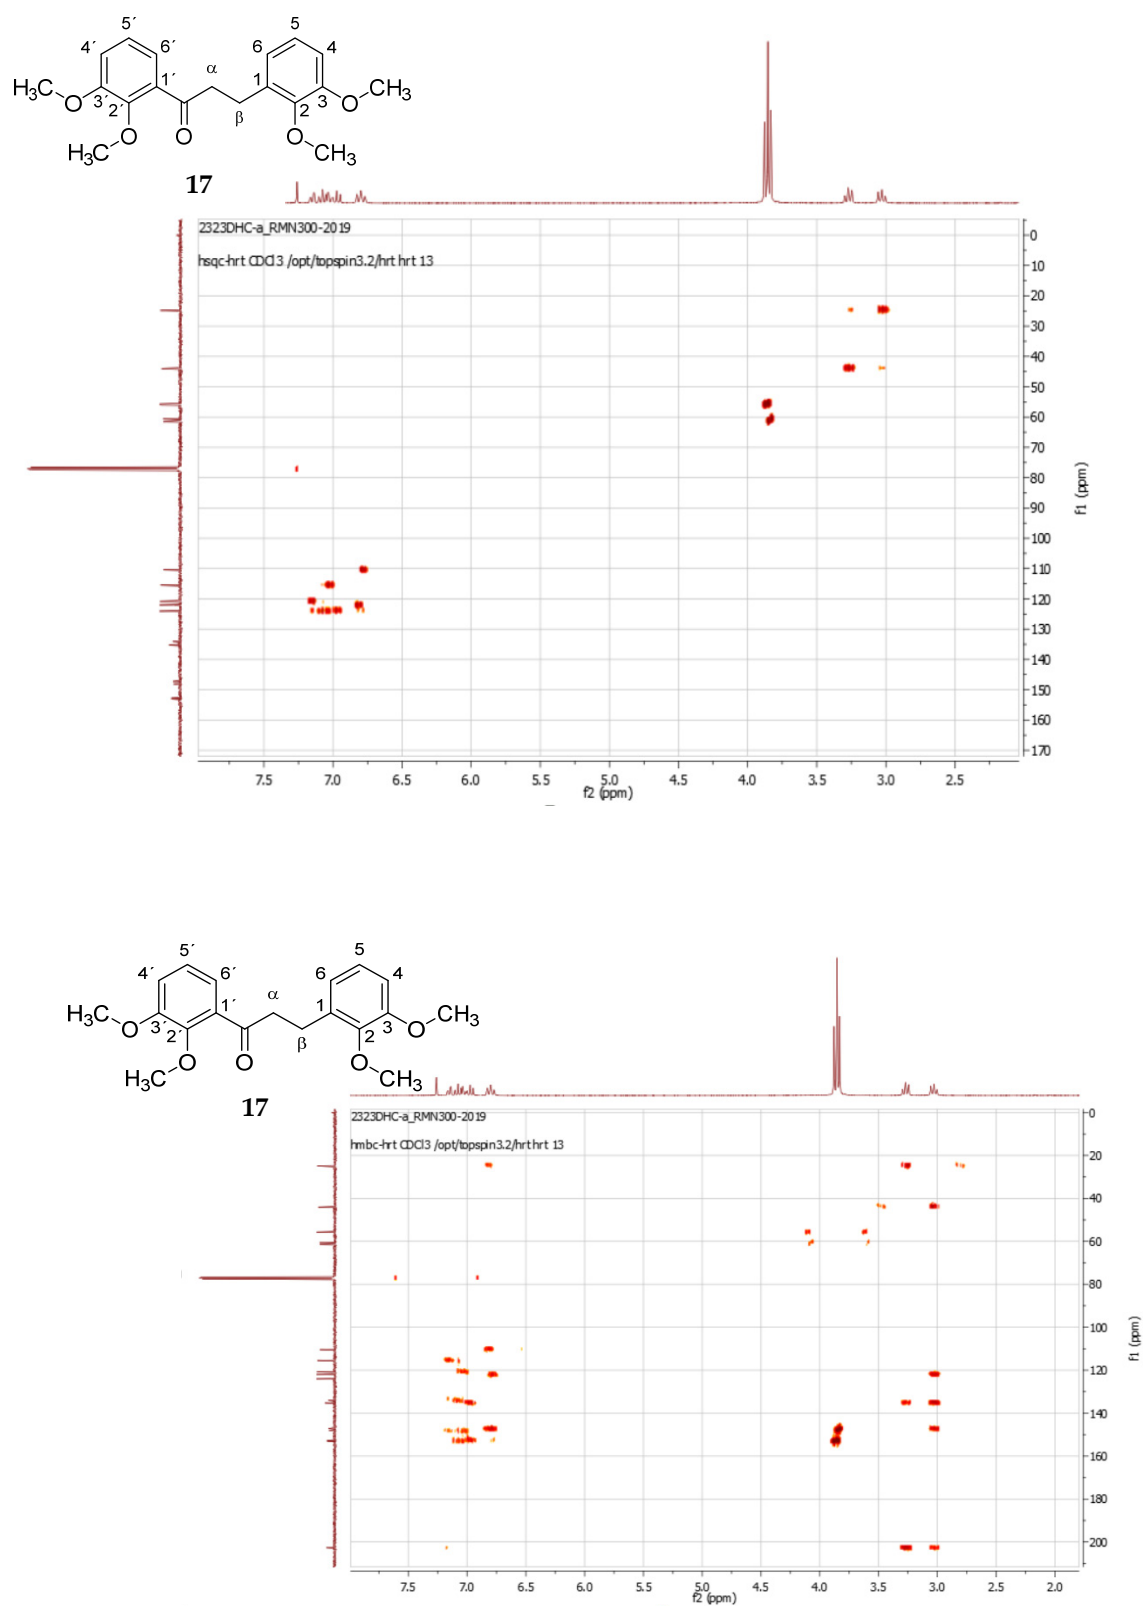 5´ 5
4´ 6´ 6 4
α
H₃C O 3´ 1´ 1 3 O CH₃
2´ β 2
O O O
H₃C CH₃
17
2323DHC-a_RMN300-2019
hsqc-hrt CDCl3 /opt/topspin3.2/hrt hrt 13
0
10
20
30
40
50
60
70
80
90
100
110
120
130
140
150
160
170
f1 (ppm)
7.5 7.0 6.5 6.0 5.5 5.0 4.5 4.0 3.5 3.0 2.5
f2 (ppm)
5´ 5
4´ 6´ 6 4
α
H₃C O 3´ 1´ 1 3 O CH₃
2´ β 2
O O O
H₃C CH₃
17
2323DHC-a_RMN300-2019
hmbc-hrt CDCl3 /opt/topspin3.2/hrt hrt 13
0
20
40
60
80
100
120
140
160
180
200
f1 (ppm)
7.5 7.0 6.5 6.0 5.5 5.0 4.5 4.0 3.5 3.0 2.5 2.0
f2 (ppm)